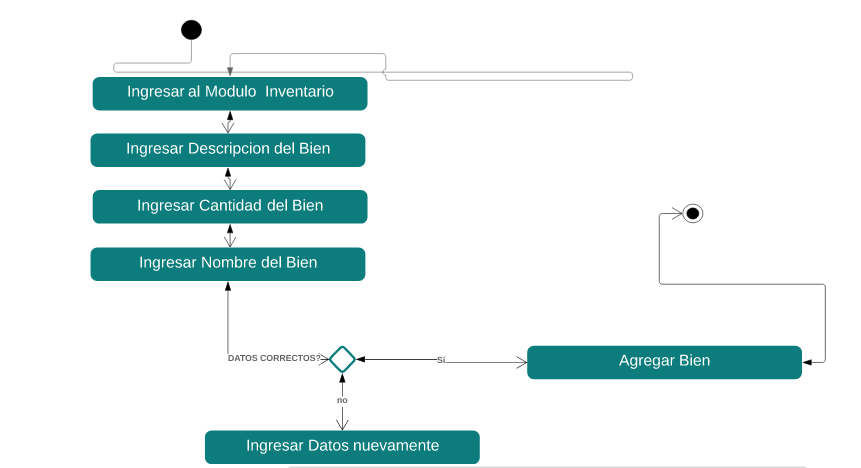 Ingresar al Modulo Inventario
Ingresar Descripcion del Bien
Ingresar Cantidad del Bien
Ingresar Nombre del Bien
DATOS CORRECTOS?
Sí
Agregar Bien
no
Ingresar Datos nuevamente